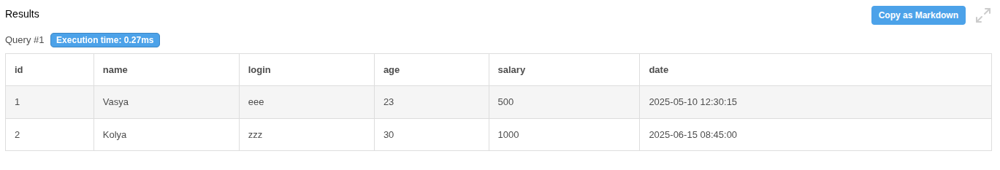 Results
Copy as Markdown
Query #1 Execution time: 0.27ms
id name login age salary date
1 Vasya eee 23 500 2025-05-10 12:30:15
2 Kolya zzz 30 1000 2025-06-15 08:45:00